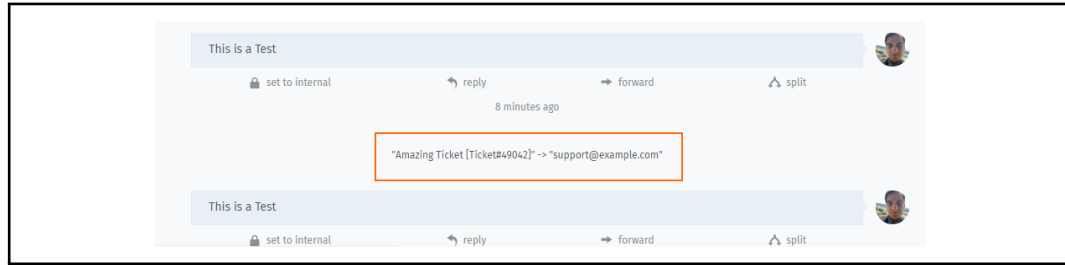 This is a Test
set to internal reply forward split
8 minutes ago
"Amazing Ticket [Ticket#49042]" -> "support@example.com"
This is a Test
set to internal reply forward split